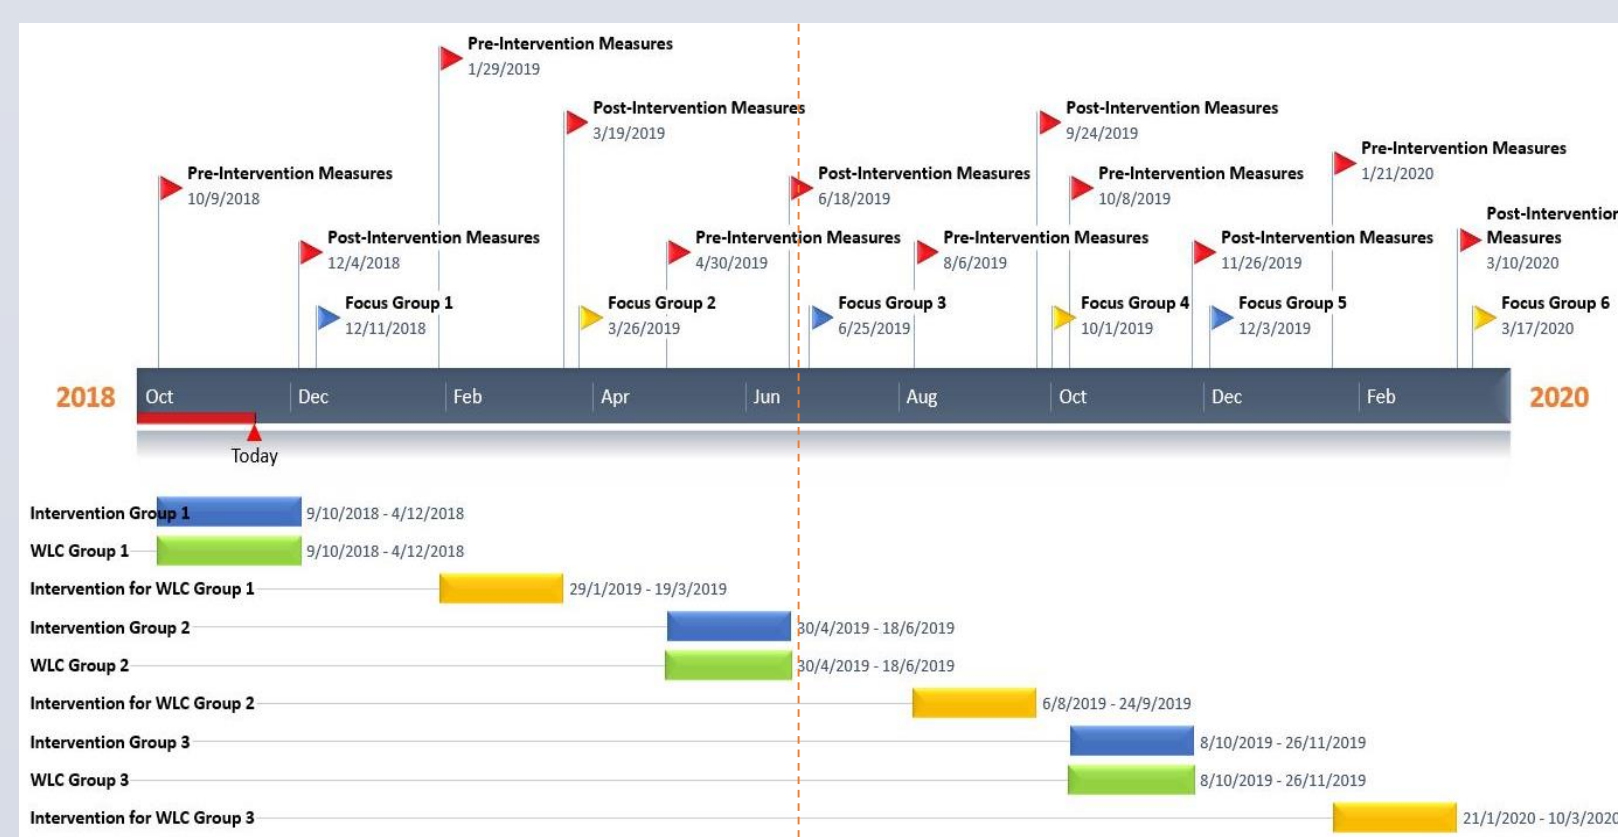 Pre-Intervention Measures
1/29/2019
Post-Intervention Measures
3/19/2019
Post-Intervention Measures
9/24/2019
Pre-Intervention Measures
1/21/2020
Pre-Intervention Measures
10/9/2018
Post-Intervention Measures
6/18/2019
Pre-Intervention Measures
10/8/2019
Post-Intervention
Measures
3/10/2020
Post-Intervention Measures
12/4/2018
Pre-Intervention Measures
4/30/2019
Pre-Intervention Measures
8/6/2019
Post-Intervention Measures
11/26/2019
Focus Group 1
12/11/2018
Focus Group 2
3/26/2019
Focus Group 3
6/25/2019
Focus Group 4
10/1/2019
Focus Group 5
12/3/2019
Focus Group 6
3/17/2020
2018 Oct Dec Feb Apr Jun Aug Oct Dec Feb 2020
Today
Intervention Group 1 9/10/2018 - 4/12/2018
WLC Group 1 9/10/2018 - 4/12/2018
Intervention for WLC Group 1 29/1/2019 - 19/3/2019
Intervention Group 2 30/4/2019 - 18/6/2019
WLC Group 2 30/4/2019 - 18/6/2019
Intervention for WLC Group 2 6/8/2019 - 24/9/2019
Intervention Group 3 8/10/2019 - 26/11/2019
WLC Group 3 8/10/2019 - 26/11/2019
Intervention for WLC Group 3 21/1/2020 - 10/3/2020